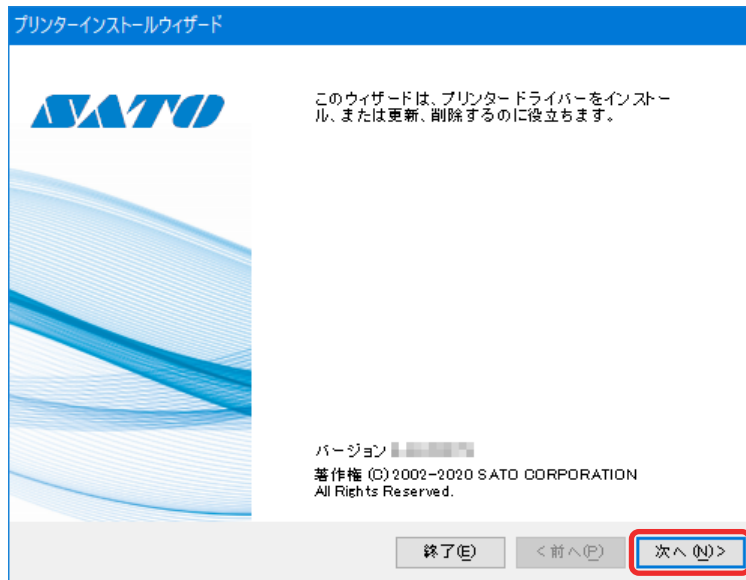 プリンターインストールウィザード
SATO
このウィザードは、プリンター ドライバーをインストー
ル、または更新、削除するのに役立ちます。
バージョン
著作権 (C) 2002-2020 SATO CORPORATION
All Rights Reserved.
終了(E)
<前へ(P)
次へ(N)>